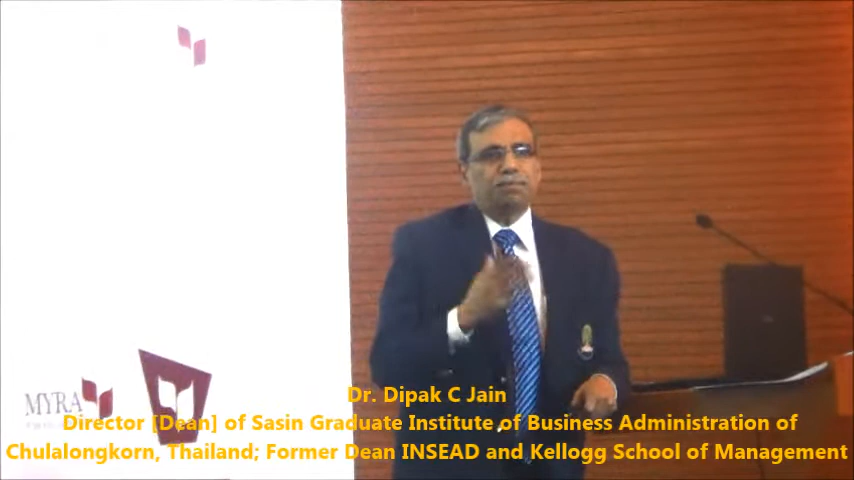 MYRA
Dr. Dipak C Jain
Director [Dean] of Sasin Graduate Institute of Business Administration of
Chulalongkorn, Thailand; Former Dean INSEAD and Kellogg School of Management